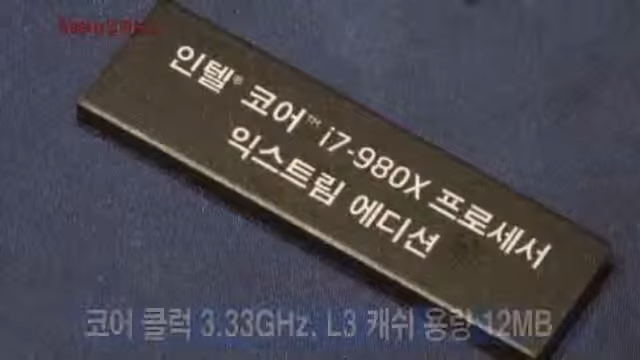 인텔® 코어™ i7-980X 프로세서
익스트림 에디션
코어 클럭 3.33GHz. L3 캐쉬 용량 12MB